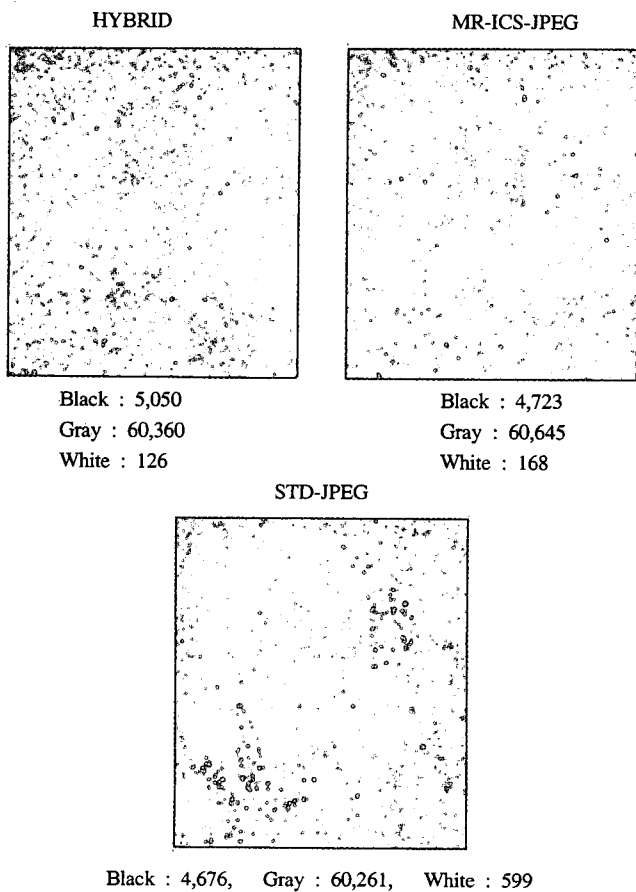 HYBRID
MR-ICS-JPEG
Black : 5,050
Gray : 60,360
White : 126
Black : 4,723
Gray : 60,645
White : 168
STD-JPEG
Black : 4,676, Gray : 60,261, White : 599